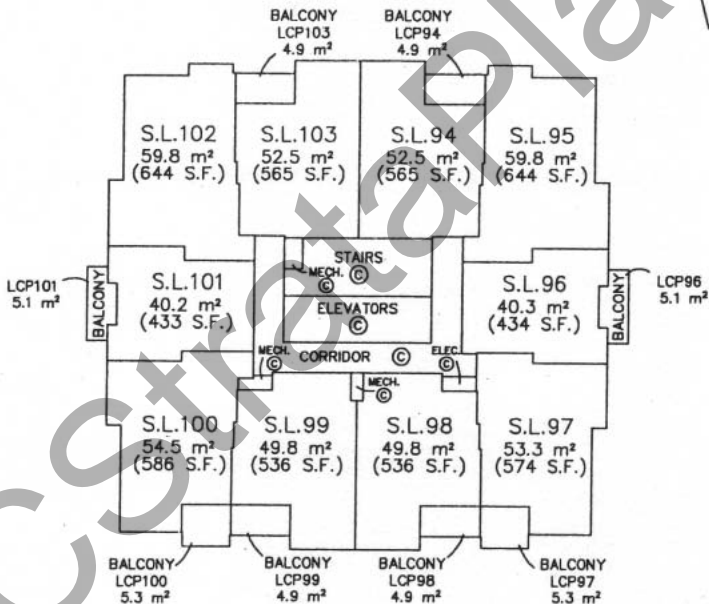 BALCONY
LCP103
4.9 m²
BALCONY
LCP94
4.9 m²
S.L.102
59.8 m²
(644 S.F.)
S.L.103
52.5 m²
(565 S.F.)
S.L.94
52.5 m²
(565 S.F.)
S.L.95
59.8 m²
(644 S.F.)
STAIRS
©
MECH.
©
LCP101
5.1 m²
BALCONY
S.L.101
40.2 m²
(433 S.F.)
ELEVATORS
©
S.L.96
40.3 m²
(434 S.F.)
BALCONY
LCP96
5.1 m²
MECH.
©
CORRIDOR ©
ELEC.
©
MECH.
©
S.L.100
54.5 m²
(586 S.F.)
S.L.99
49.8 m²
(536 S.F.)
S.L.98
49.8 m²
(536 S.F.)
S.L.97
53.3 m²
(574 S.F.)
BALCONY
LCP100
5.3 m²
BALCONY
LCP99
4.9 m²
BALCONY
LCP98
4.9 m²
BALCONY
LCP97
5.3 m²
CStrataPla